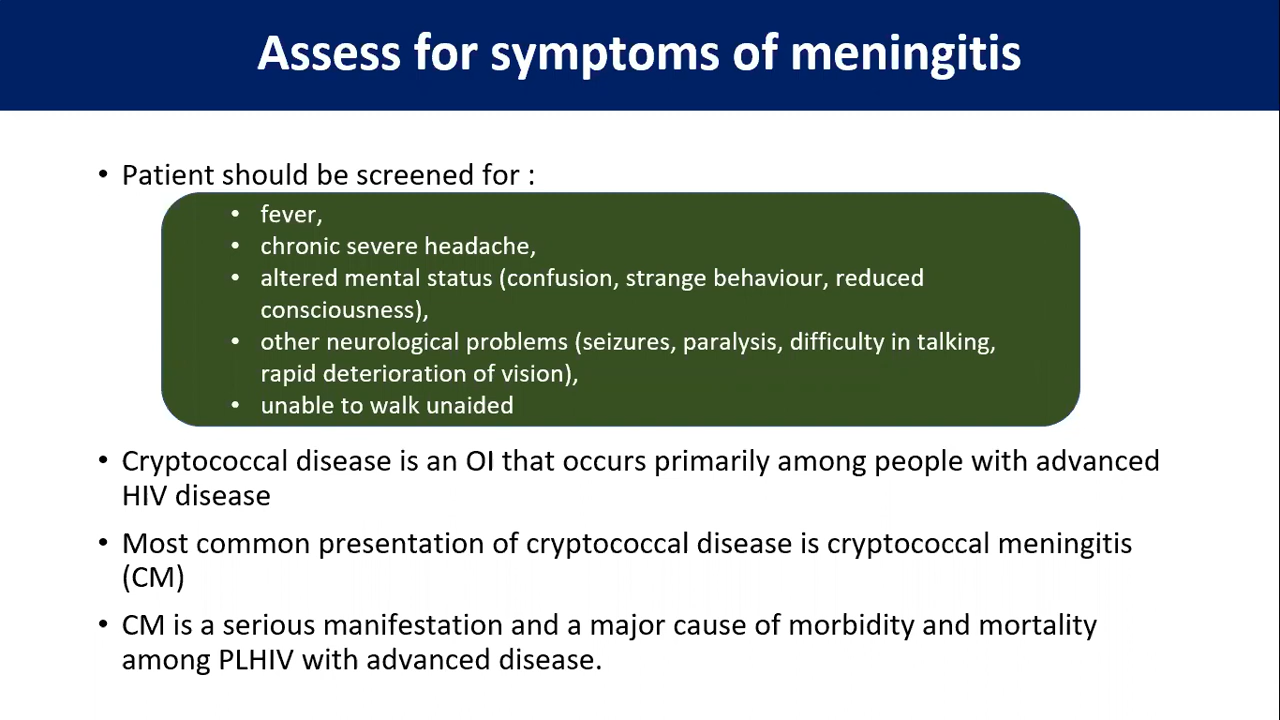 Assess for symptoms of meningitis
• Patient should be screened for :
• fever,
• chronic severe headache,
• altered mental status (confusion, strange behaviour, reduced
consciousness),
• other neurological problems (seizures, paralysis, difficulty in talking,
rapid deterioration of vision),
• unable to walk unaided
• Cryptococcal disease is an OI that occurs primarily among people with advanced
HIV disease
• Most common presentation of cryptococcal disease is cryptococcal meningitis
(CM)
• CM is a serious manifestation and a major cause of morbidity and mortality
among PLHIV with advanced disease.